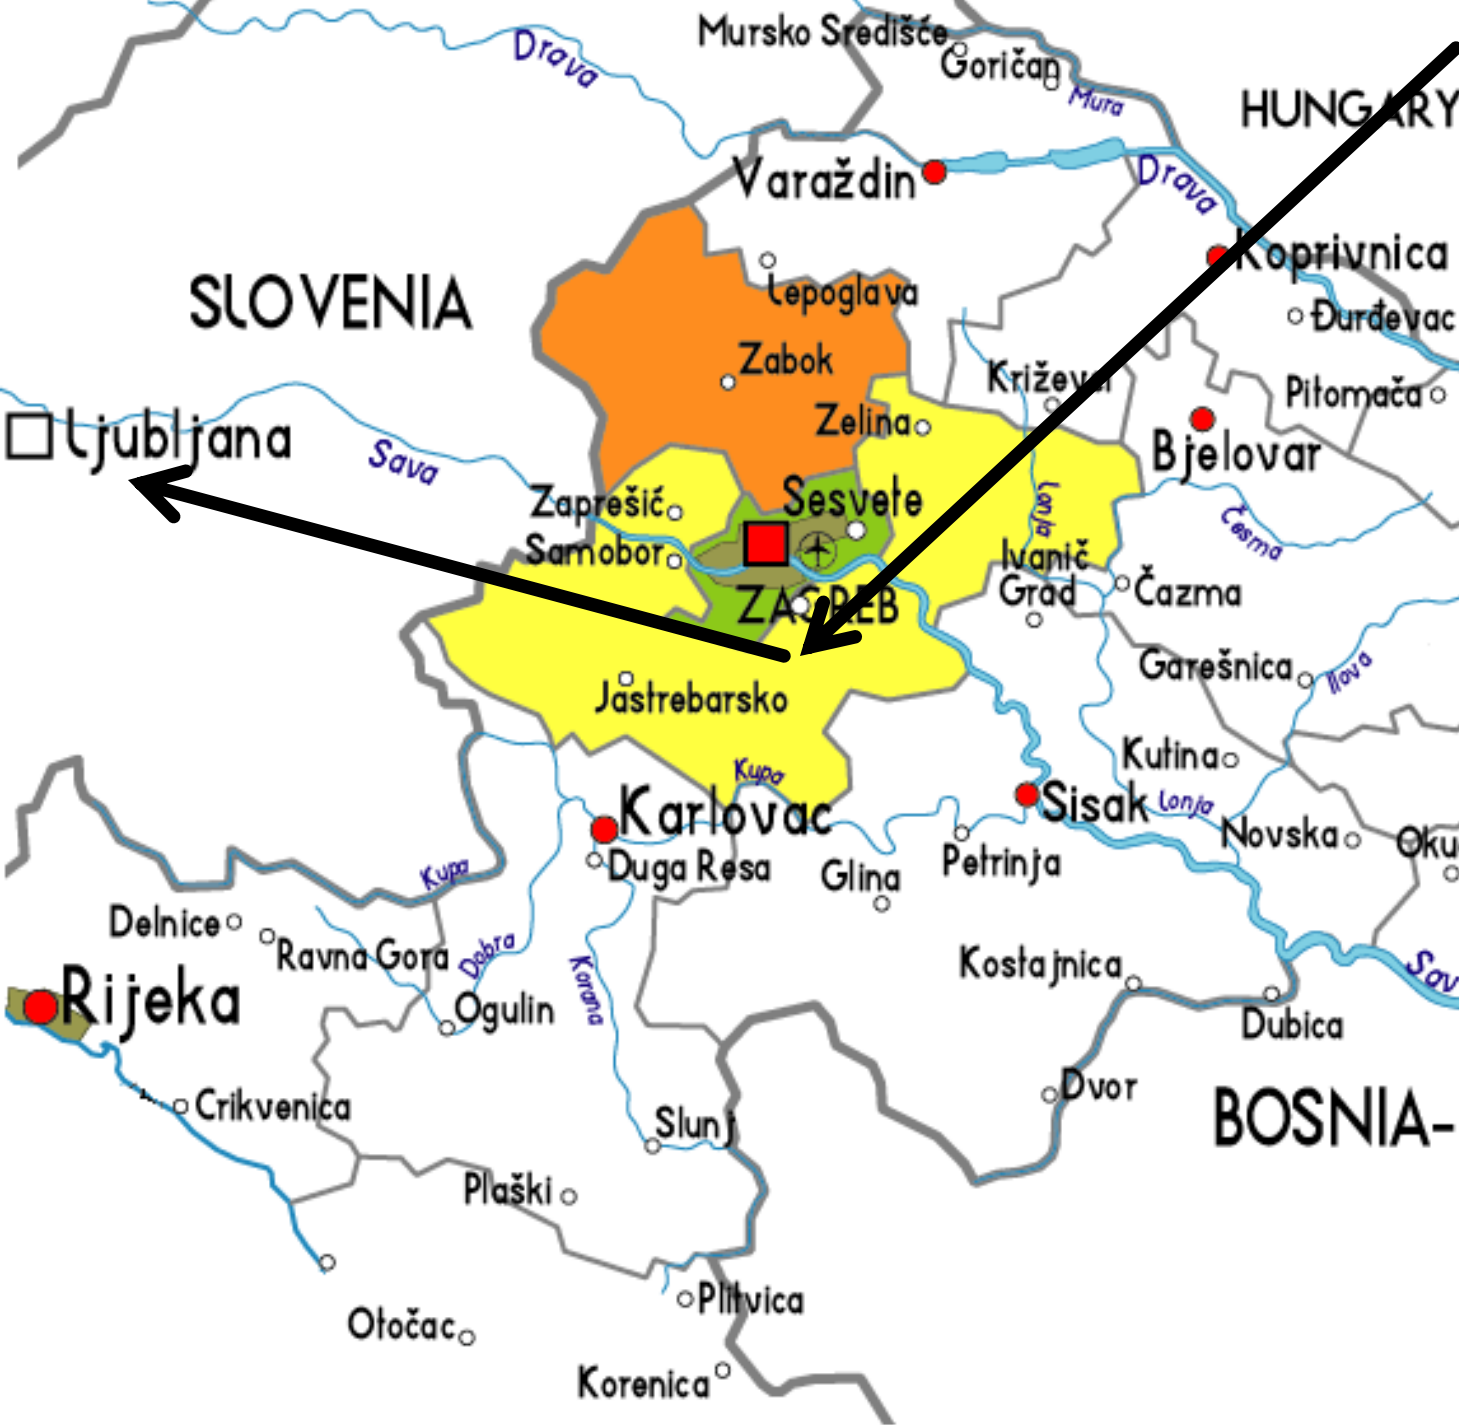 Mursko Središće
Goričan
Drava
Mura
HUNGARY
Varaždin
Drava
Koprivnica
SLOVENIA
Lepoglava
Đurđevac
Zabok
Križevci
Pitomača
Zelina
Ljubljana
Sava
Bjelovar
Zaprešić
Sesvete
Lonja
Česma
Samobor
Ivanič
Grad
Čazma
ZAGREB
Garešnica
Ilova
Jastrebarsko
Kutina
Kupa
Karlovac
Sisak
Lonja
Novska
Oku
Duga Resa
Petrinja
Glina
Kupa
Delnice
Ravna Gora
Dobra
Kostajnica
Sav
Korana
Rijeka
Ogulin
Dubica
Dvor
Crikvenica
BOSNIA-
Slunj
Plaški
Plitvica
Otočac
Korenica